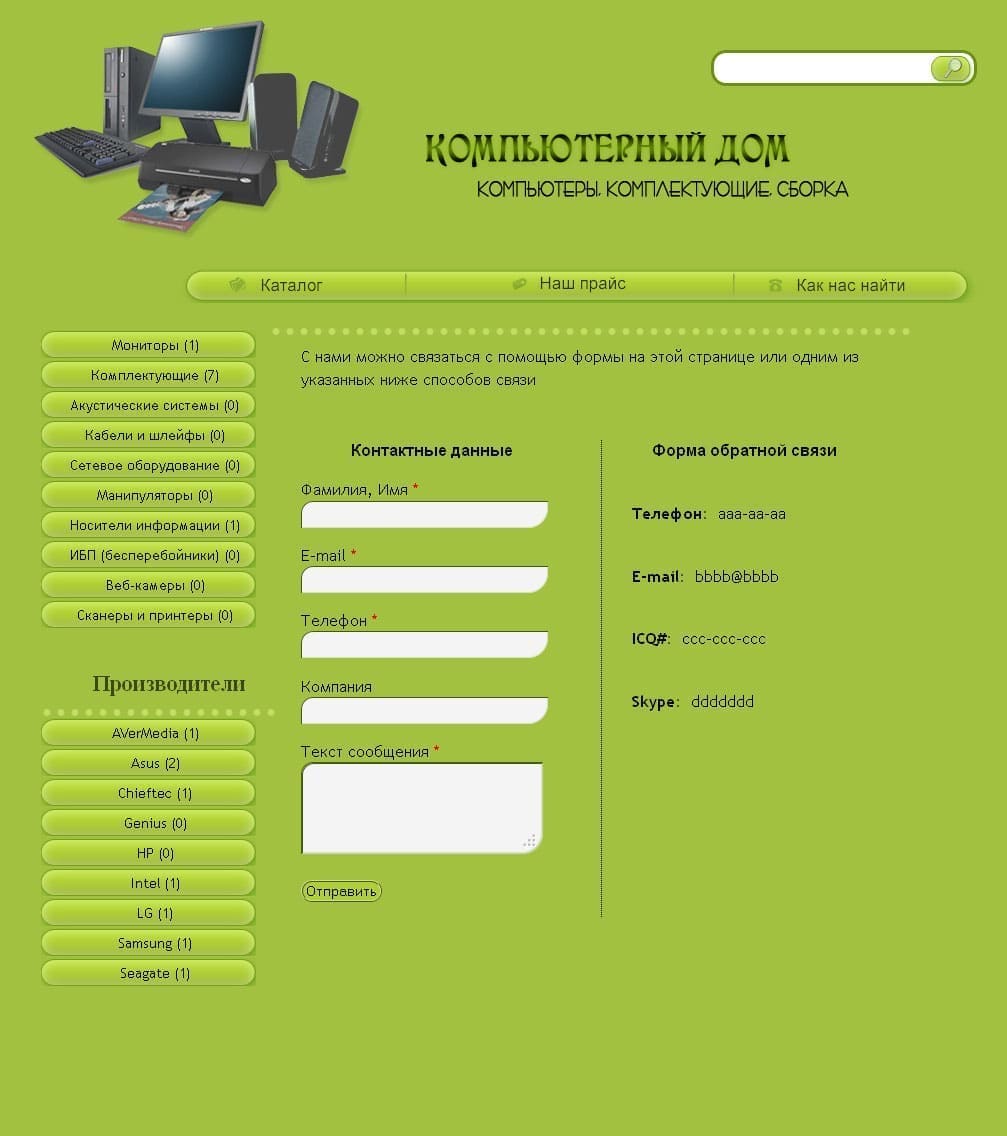 КОМПЬЮТЕРНЫЙ ДОМ
КОМПЬЮТЕРЫ, КОМПЛЕКТУЮЩИЕ, СБОРКА
Каталог
Наш прайс
Как нас найти
Мониторы (1)
Комплектующие (7)
Акустические системы (0)
Кабели и шлейфы (0)
Сетевое оборудование (0)
Манипуляторы (0)
Носители информации (1)
ИБП (бесперебойники) (0)
Веб-камеры (0)
Сканеры и принтеры (0)
Производители
AVerMedia (1)
Asus (2)
Chieftec (1)
Genius (0)
HP (0)
Intel (1)
LG (1)
Samsung (1)
Seagate (1)
С нами можно связаться с помощью формы на этой странице или одним из
указанных ниже способов связи
Контактные данные
Фамилия, Имя *
E-mail *
Телефон *
Компания
Текст сообщения *
Отправить
Форма обратной связи
Телефон: aaa-aa-aa
E-mail: bbbb@bbbb
ICQ#: ccc-ccc-ccc
Skype: ddddddd